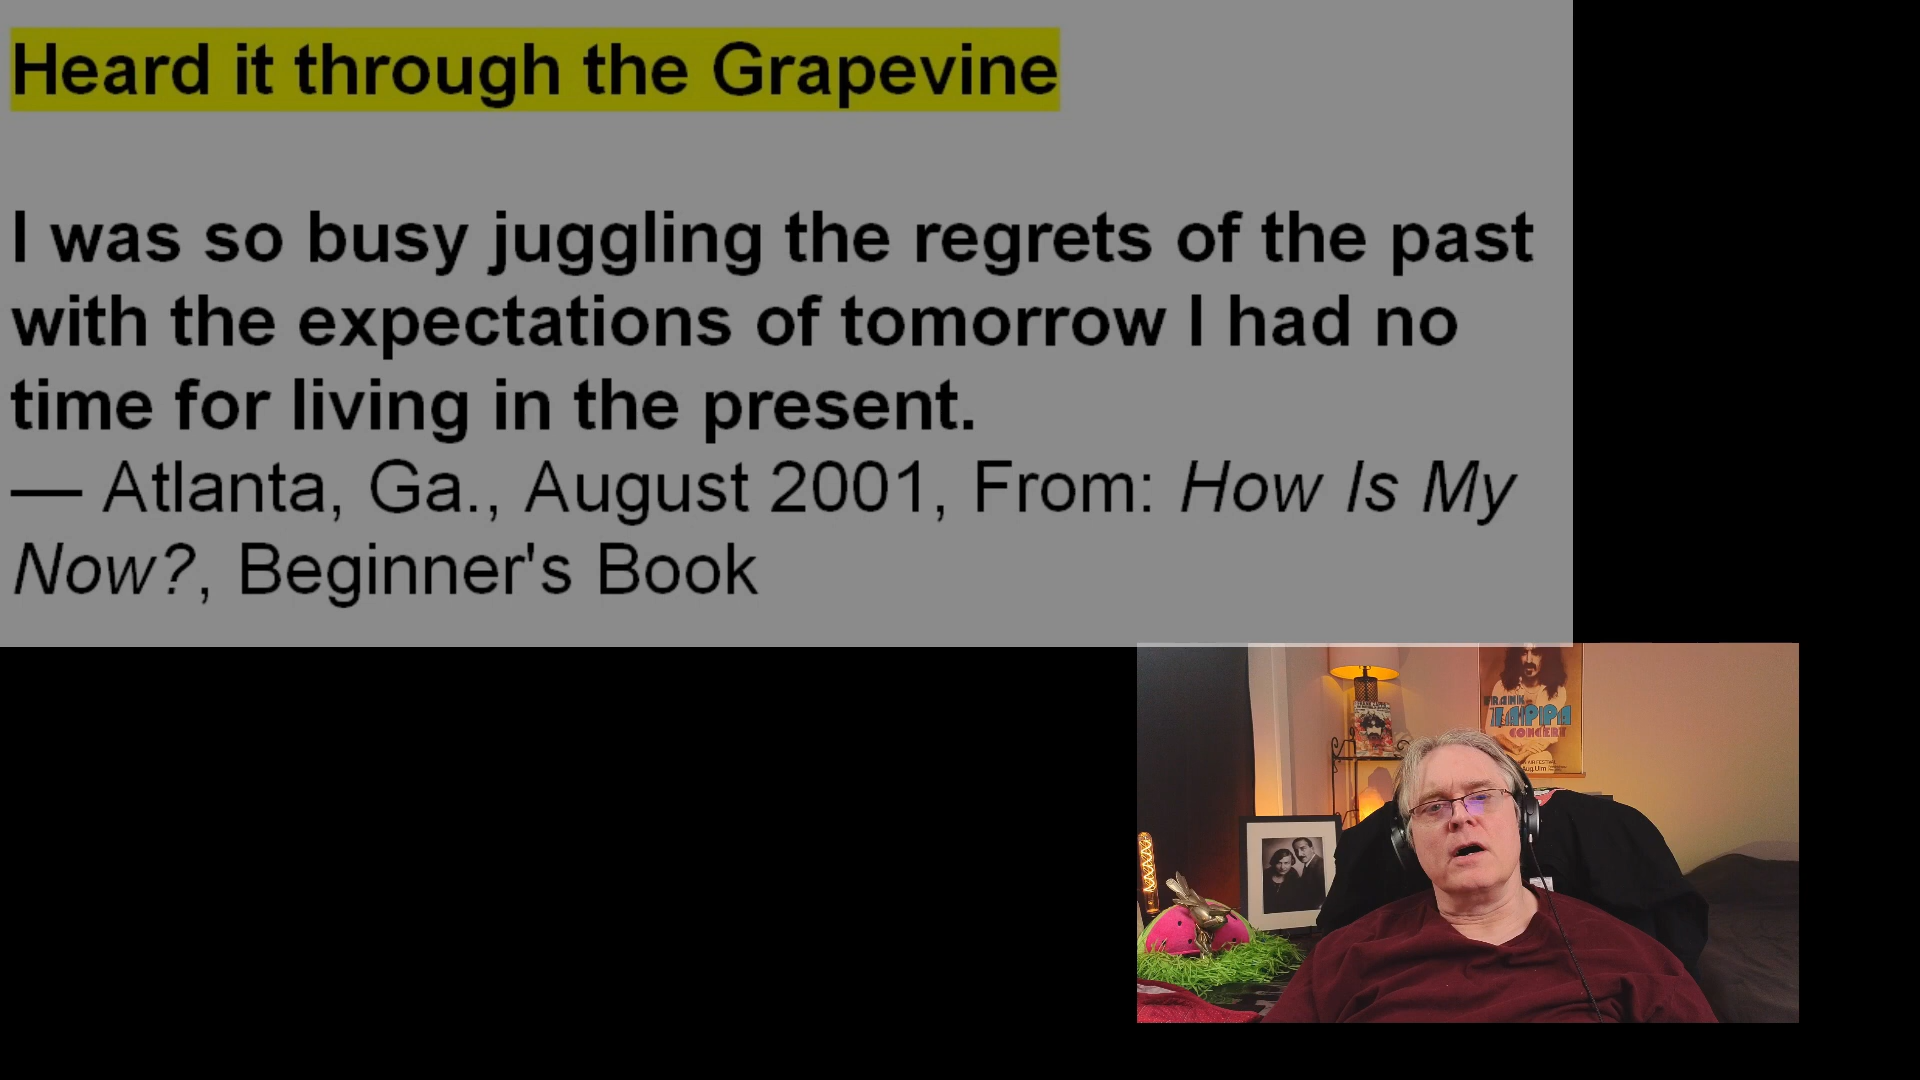 Heard it through the Grapevine
I was so busy juggling the regrets of the past
with the expectations of tomorrow I had no
time for living in the present.
— Atlanta, Ga., August 2001, From: How Is My
Now?, Beginner's Book
FRANK
ZAPPA
CONCERT